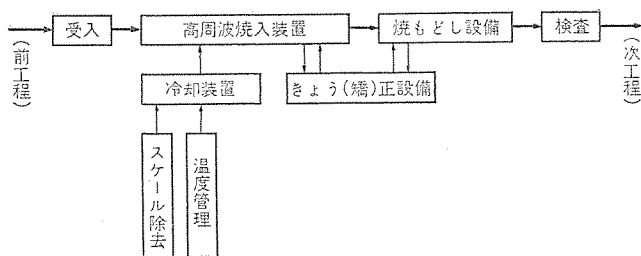 (前工程)
受入
高周波焼入装置
焼もどし設備
検査
(次工程)
冷却装置
きょう(矯)正設備
スケール除去
温度管理